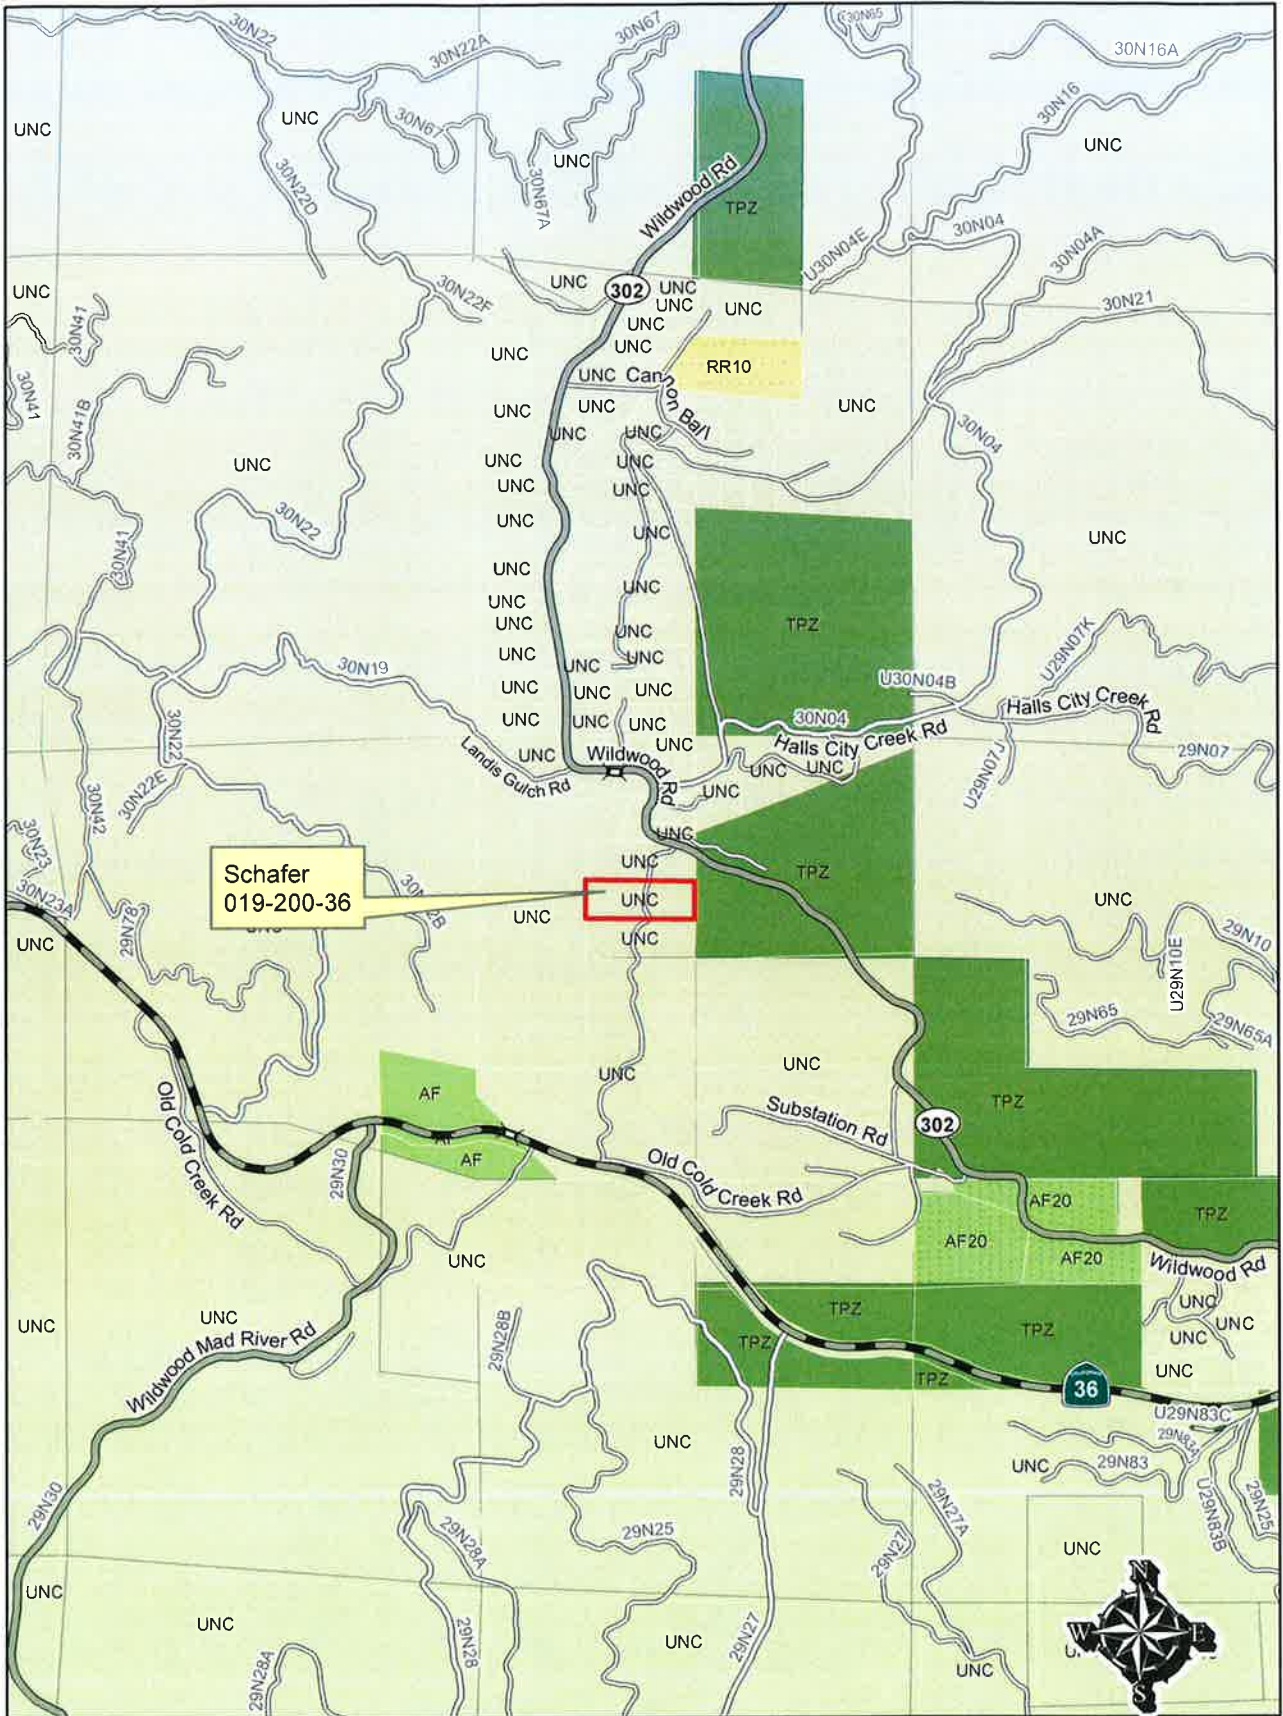 30N22
30N22A
30N67
30N65
30N16A
UNC
UNC
30N67
UNC
30N16
UNC
30N22D
30N67A
Wildwood Rd
TPZ
U30N04E
30N04
30N04A
UNC
30N41
30N22F
UNC
302
UNC
UNC
UNC
30N21
UNC
UNC
UNC
UNC
Cannon Ball
RR10
30N41
30N41B
UNC
UNC
UNC
UNC
UNC
30N04
UNC
UNC
UNC
UNC
UNC
30N22
UNC
UNC
UNC
30N41
UNC
UNC
UNC
UNC
UNC
UNC
TPZ
U29N07K
30N19
UNC
UNC
UNC
U30N04B
UNC
UNC
UNC
Halls City Creek Rd
30N22
UNC
UNC
UNC
30N04
Halls City Creek Rd
29N07
Landis Gulch Rd
UNC
Wildwood Rd
UNC
UNC
UNC
U29N07J
30N22E
30N42
UNC
30N23
UNC
Schafer
019-200-36
UNC
TPZ
30N23A
UNC
UNC
UNC
UNC
29N78
UNC
29N10
U29N10E
29N65
29N65A
UNC
UNC
AF
TPZ
Old Cold Creek Rd
Substation Rd
302
AF
29N30
Old Cold Creek Rd
AF20
TPZ
AF20
AF20
UNC
Wildwood Rd
UNC
UNC
UNC
UNC
UNC
TPZ
TPZ
TPZ
Wildwood Mad River Rd
29N28B
TPZ
36
UNC
U29N83C
29N83A
29N83
UNC
UNC
29N28
29N27A
29N27
U29N83B
29N25
29N30
29N28A
29N25
UNC
UNC
UNC
29N28
UNC
29N27
UNC
29N28A
N
W
E
S